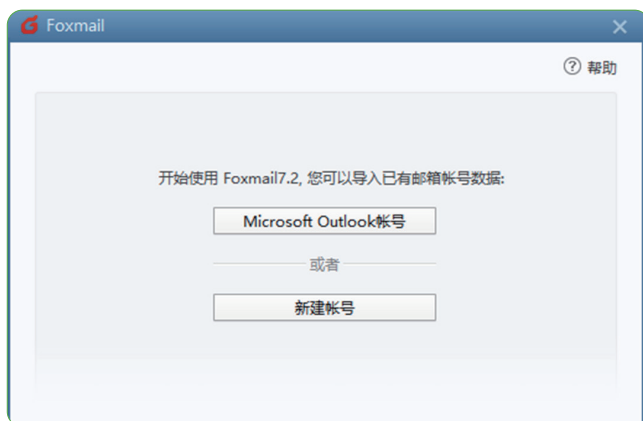 Foxmail
帮助
开始使用 Foxmail7.2, 您可以导入已有邮箱帐号数据:
Microsoft Outlook帐号
或者
新建帐号